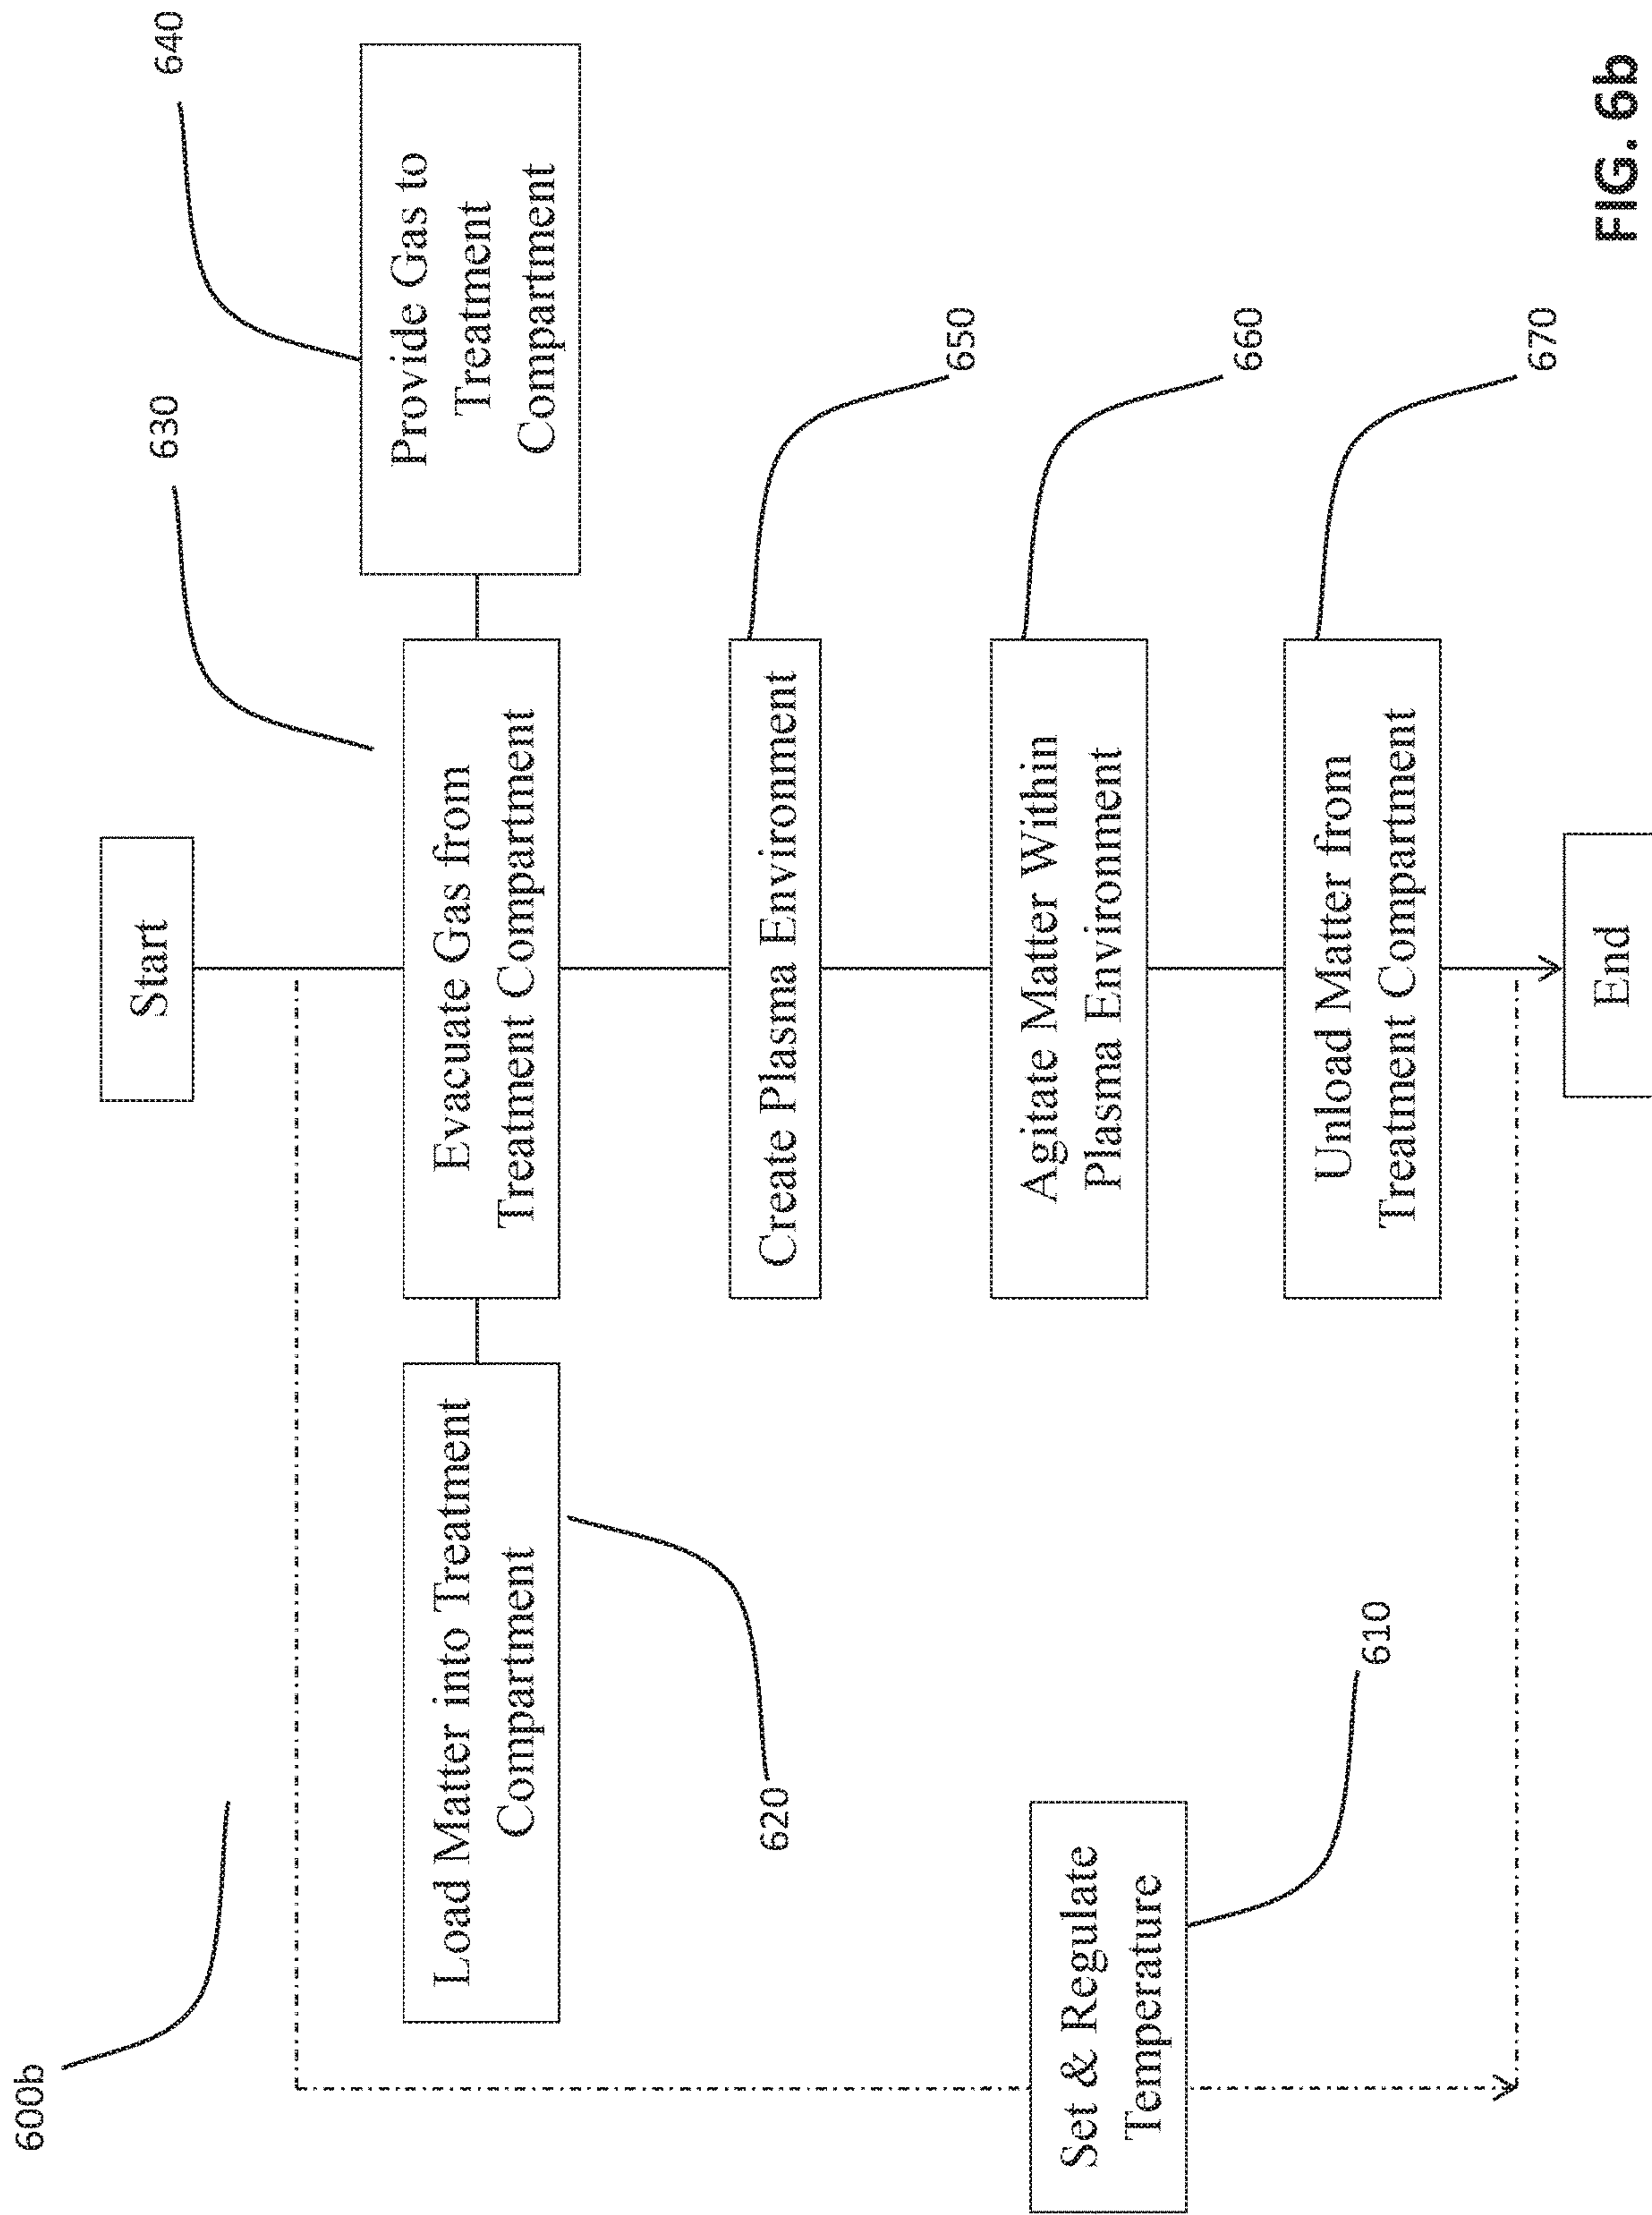 600b
Start
630
640
Load Matter into Treatment
Compartment
Evacuate Gas from
Treatment Compartment
Provide Gas to
Treatment
Compartment
620
Create Plasma Environment
650
Set & Regulate
Temperature
610
Agitate Matter Within
Plasma Environment
660
Unload Matter from
Treatment Compartment
670
End
FIG. 6b